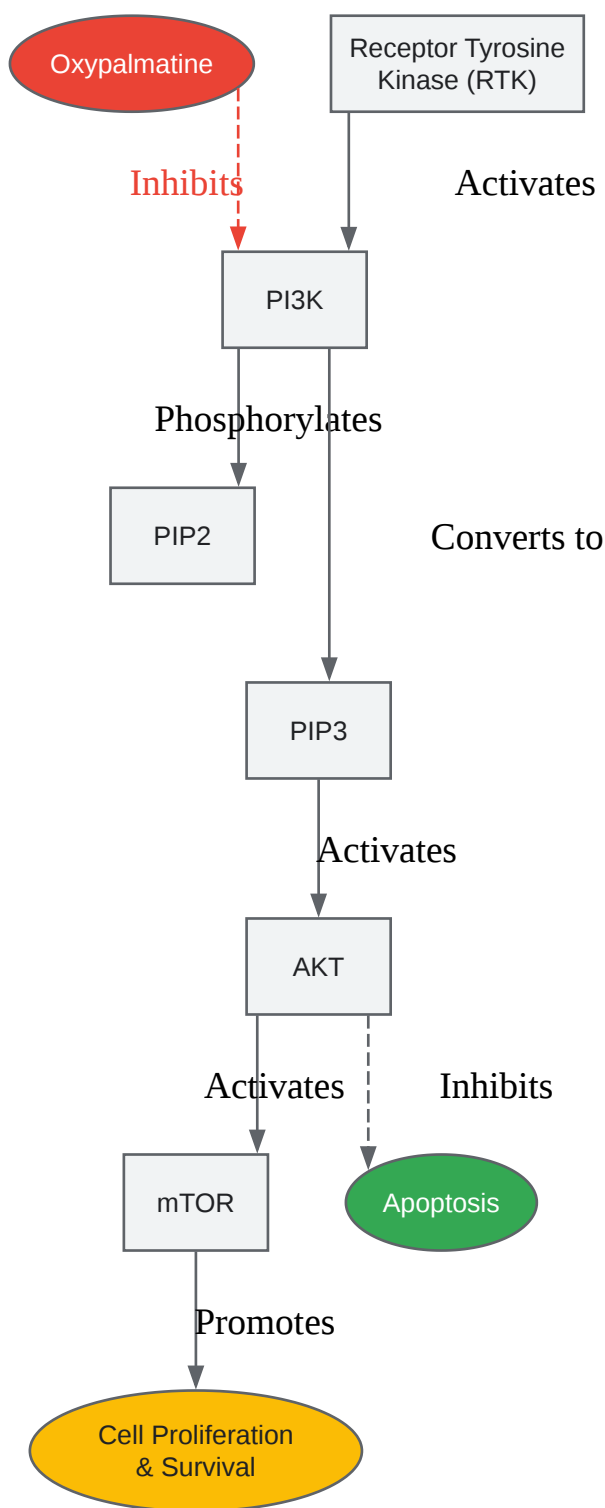 Oxypalmatine
Receptor Tyrosine
Kinase (RTK)
Inhibits
Activates
PI3K
Phosphorylates
PIP2
Converts to
PIP3
Activates
AKT
Activates
Inhibits
mTOR
Apoptosis
Promotes
Cell Proliferation
& Survival